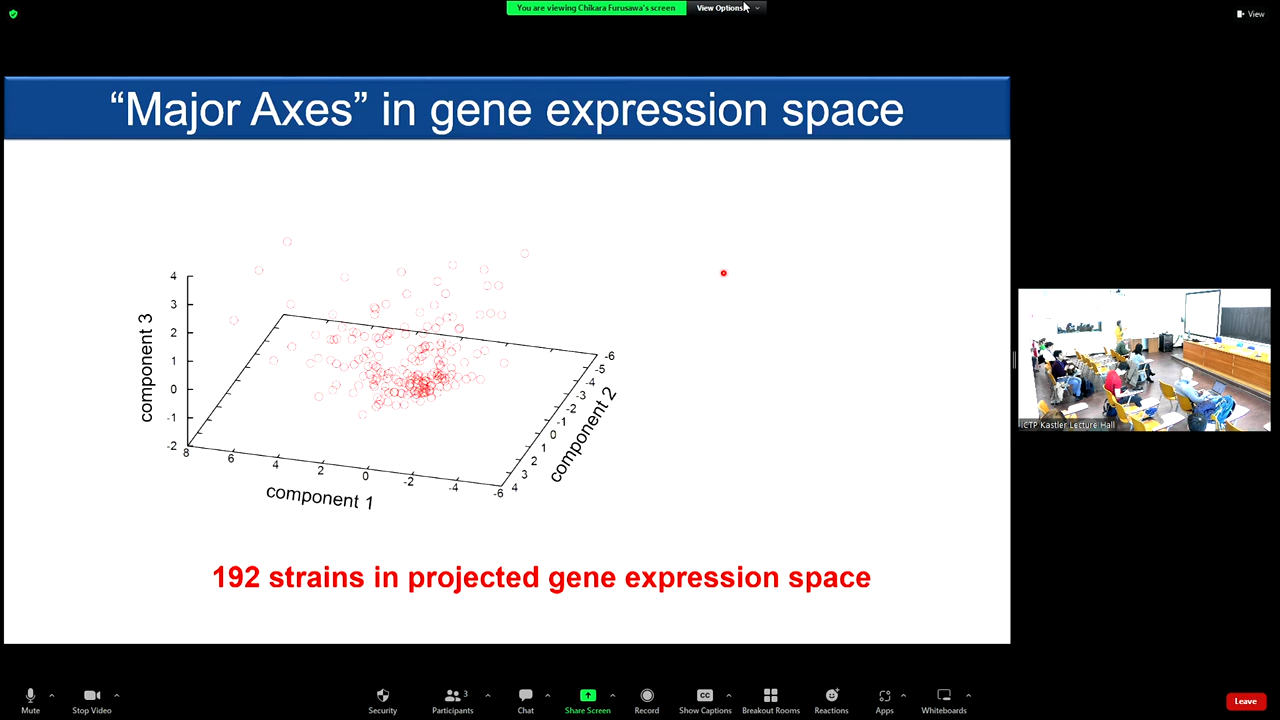 You are viewing Chikara Furusawa's screen
View Options
View
“Major Axes” in gene expression space
4
3
2
1
0
-1
-2
component 3
8
6
4
2
0
-2
-4
-6
component 1
-6
-5
-4
-3
-2
-1
0
1
2
3
4
component 2
192 strains in projected gene expression space
ICTP Kastler Lecture Hall
Mute
Stop Video
Security
3
Participants
Chat
Share Screen
Record
CC
Show Captions
Breakout Rooms
Reactions
Apps
Whiteboards
Leave